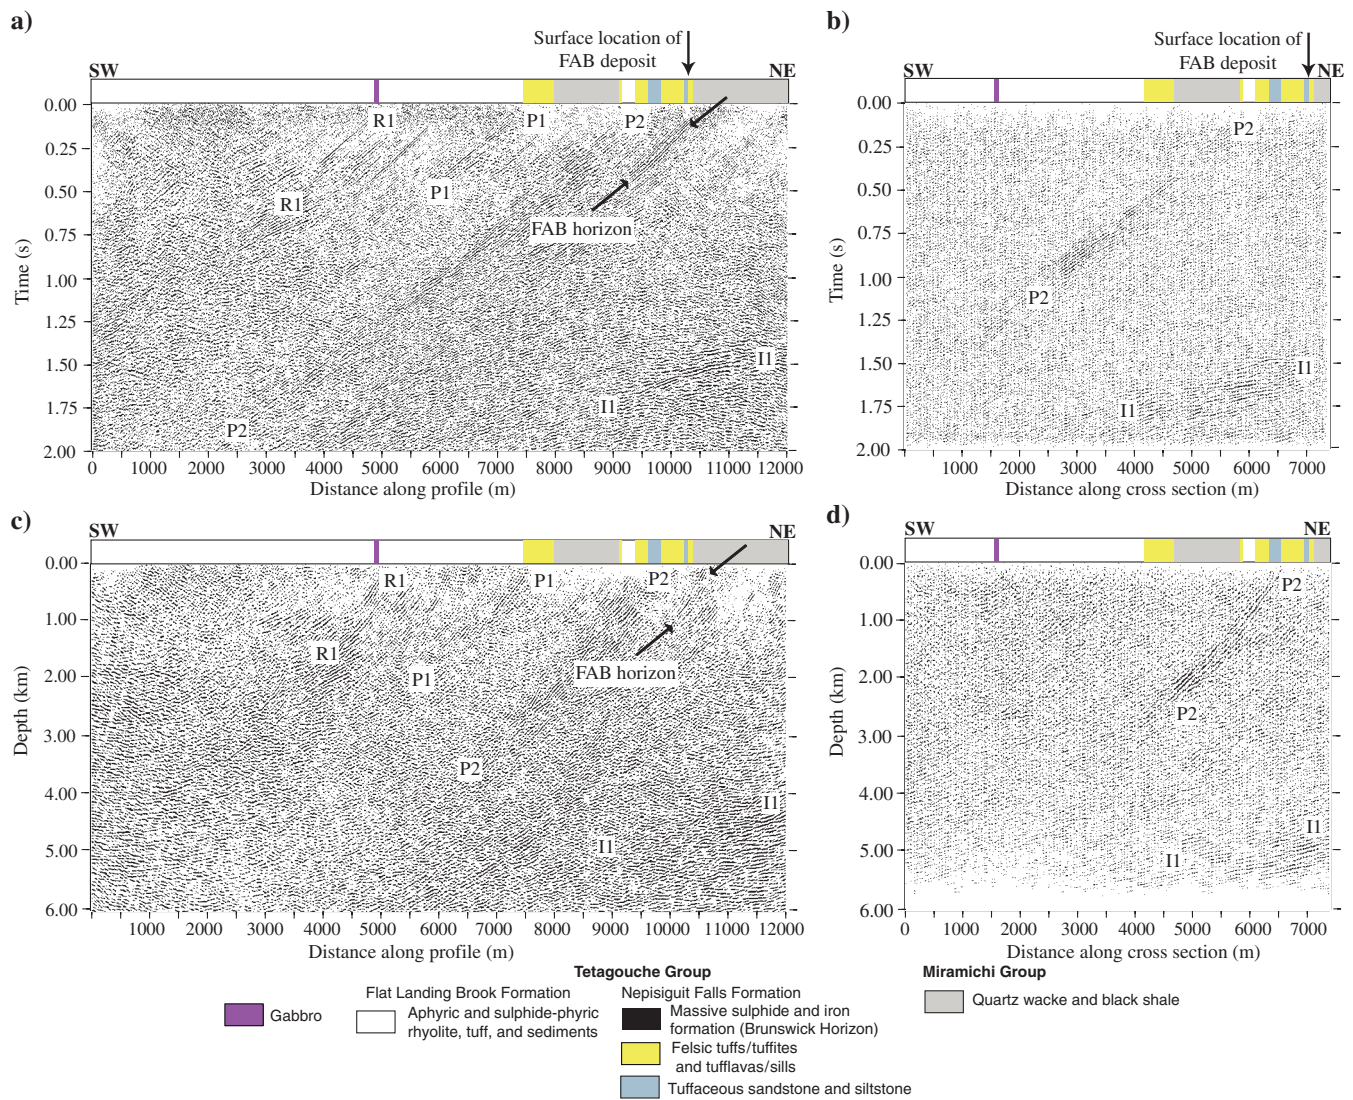 a)
Surface location of
FAB deposit
SW
NE
0.00
0.25
0.50
0.75
1.00
1.25
1.50
1.75
2.00
Time (s)
R1
P1
P2
R1
P1
FAB horizon
I1
I1
P2
0
1000
2000
3000
4000
5000
6000
7000
8000
9000
10000
11000
12000
Distance along profile (m)
b)
Surface location of
FAB deposit
SW
NE
0.00
0.25
0.50
0.75
1.00
1.25
1.50
1.75
2.00
Time (s)
P2
P2
I1
I1
0
1000
2000
3000
4000
5000
6000
7000
Distance along cross section (m)
c)
SW
NE
0.00
1.00
2.00
3.00
4.00
5.00
6.00
Depth (km)
R1
P1
P2
R1
P1
FAB horizon
P2
I1
I1
1000
2000
3000
4000
5000
6000
7000
8000
9000
10000
11000
12000
Distance along profile (m)
d)
SW
NE
0.00
1.00
2.00
3.00
4.00
5.00
6.00
Depth (km)
P2
P2
I1
I1
0
1000
2000
3000
4000
5000
6000
7000
Distance along cross section (m)
Tetagouche Group
Miramichi Group
Gabbro
Flat Landing Brook Formation
Aphyric and sulphide-phyric
rhyolite, tuff, and sediments
Nepisiguit Falls Formation
Massive sulphide and iron
formation (Brunswick Horizon)
Felsic tuffs/tuffites
and tufflavas/sills
Tuffaceous sandstone and siltstone
Quartz wacke and black shale